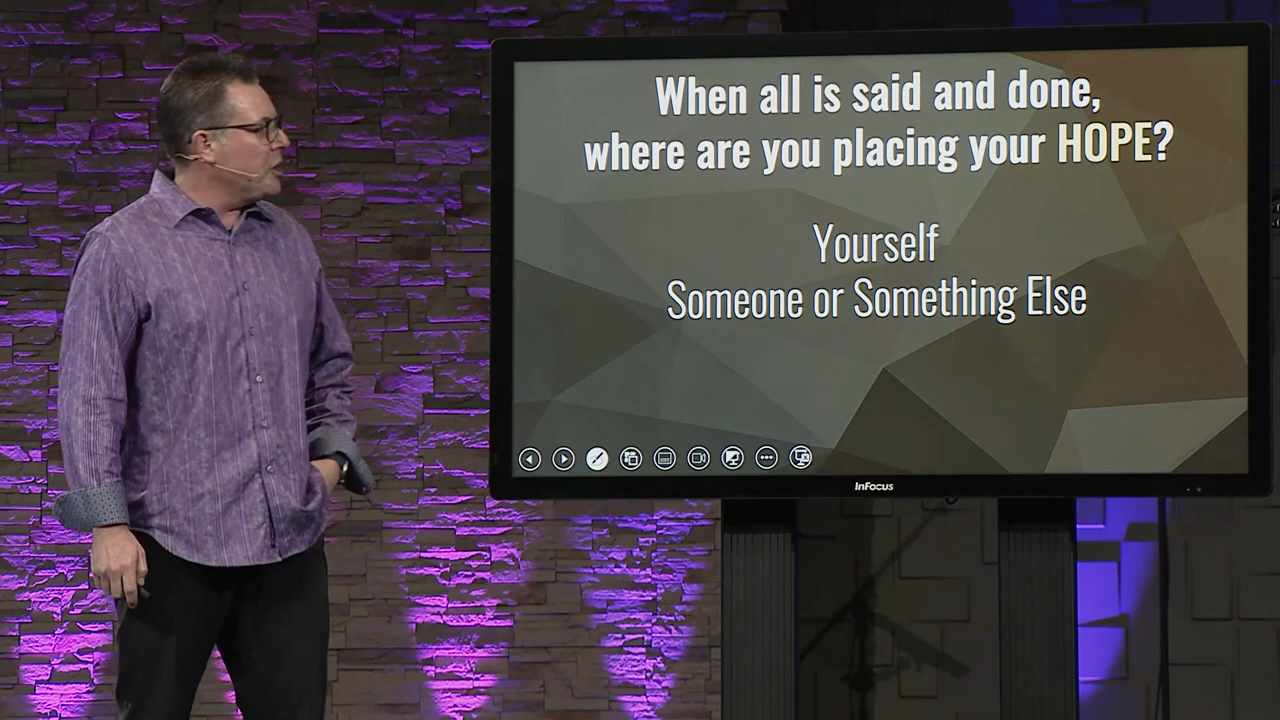 When all is said and done,
where are you placing your HOPE?
Yourself
Someone or Something Else
InFocus